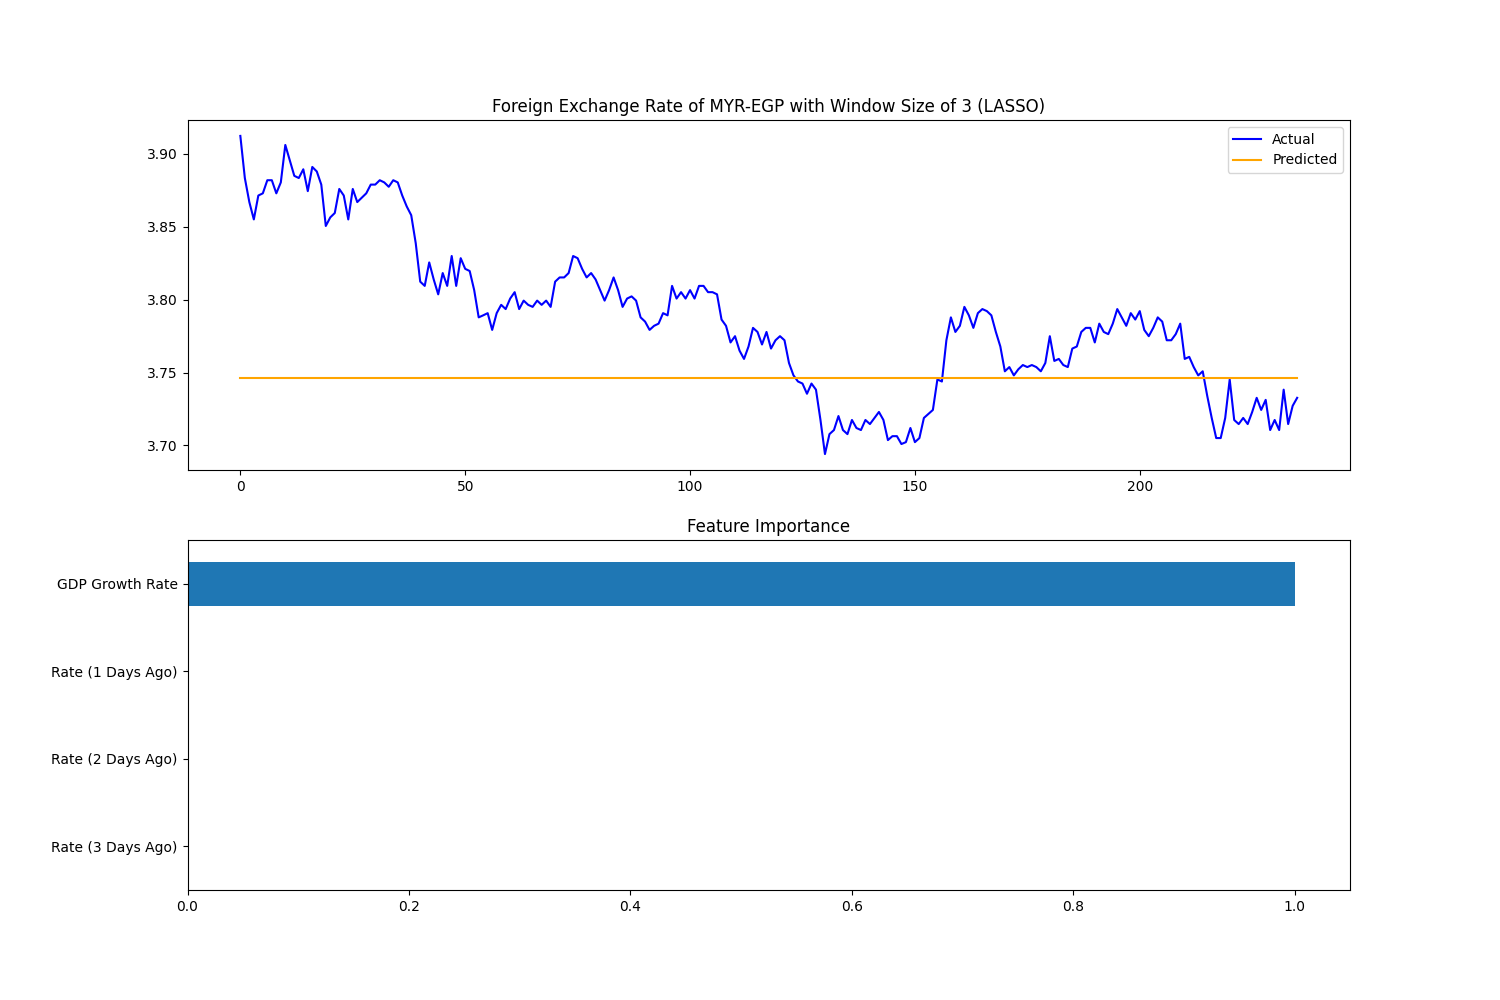 Foreign Exchange Rate of MYR-EGP with Window Size of 3 (LASSO)
Actual
Predicted
3.90
3.85
3.80
3.75
3.70
0 50 100 150 200
Feature Importance
GDP Growth Rate
Rate (1 Days Ago)
Rate (2 Days Ago)
Rate (3 Days Ago)
0.0 0.2 0.4 0.6 0.8 1.0